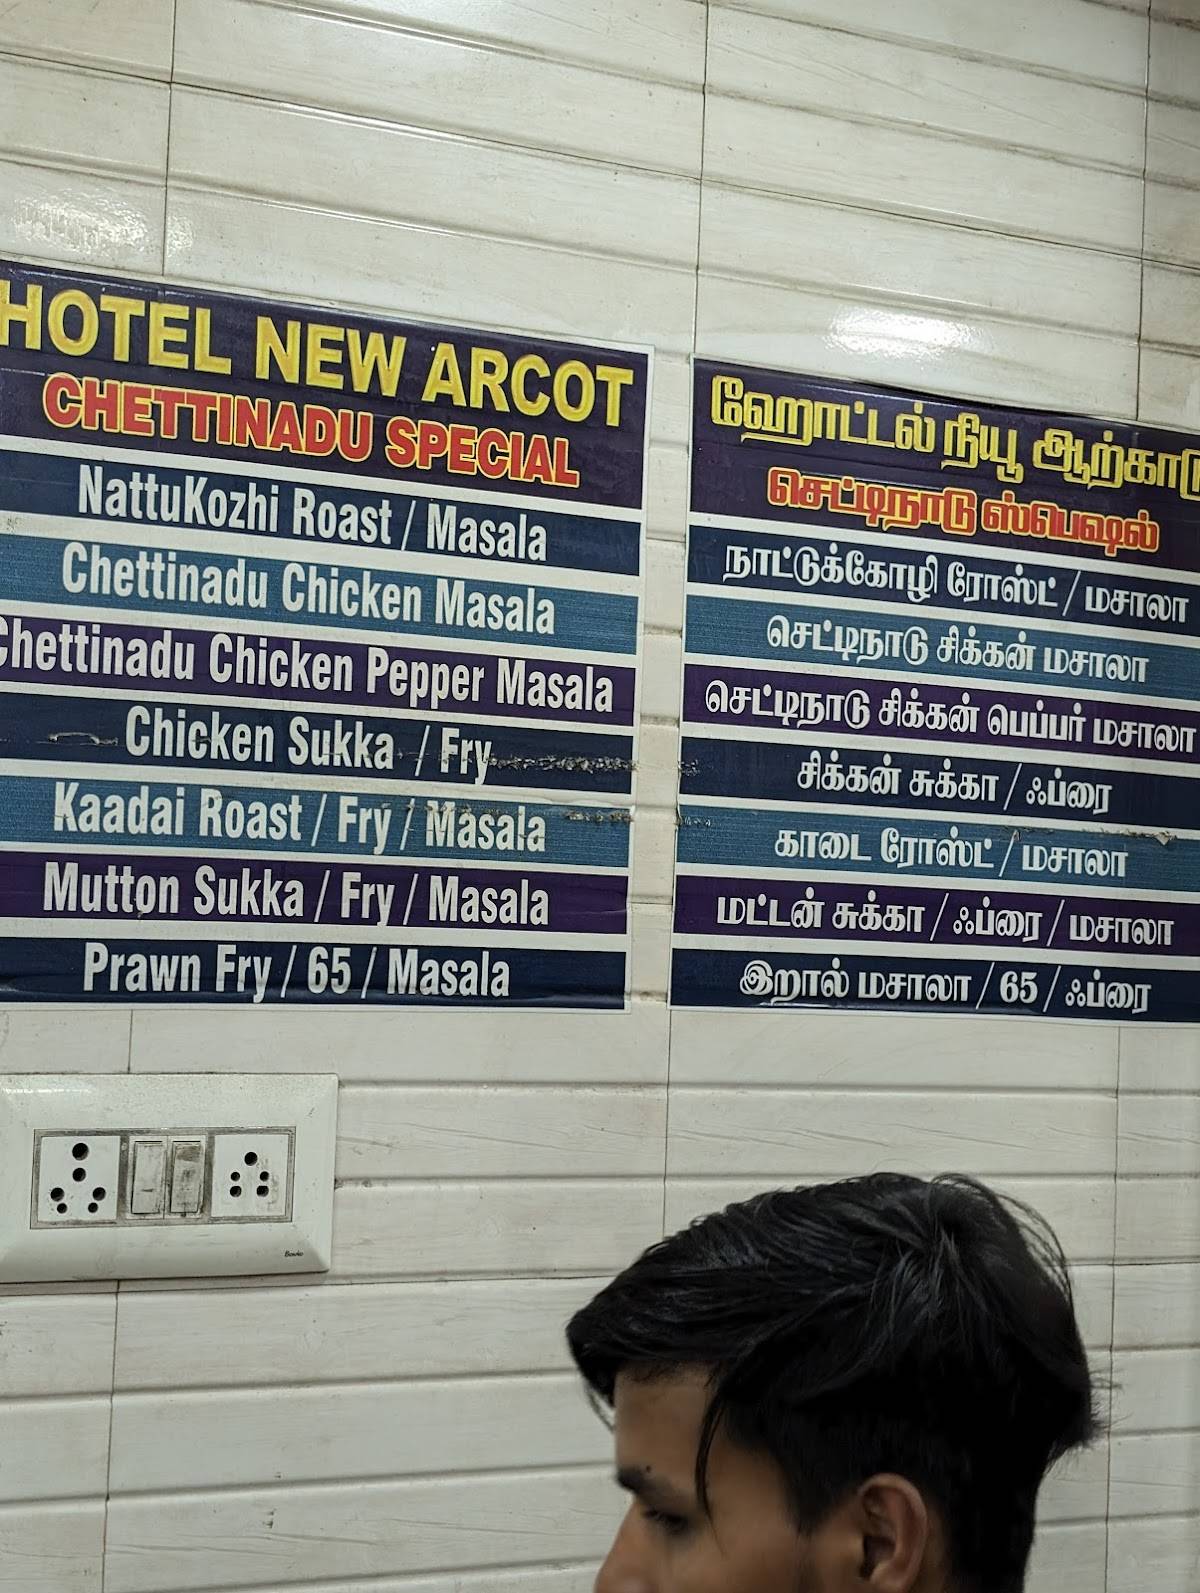 HOTEL NEW ARCOT
CHETTINADU SPECIAL
NattuKozhi Roast / Masala
Chettinadu Chicken Masala
Chettinadu Chicken Pepper Masala
Chicken Sukka / Fry
Kaadai Roast / Fry / Masala
Mutton Sukka / Fry / Masala
Prawn Fry / 65 / Masala
ஹோட்டல் நியூ ஆற்காடு
செட்டிநாடு ஸ்பெஷல்
நாட்டுக்கோழி ரோஸ்ட் / மசாலா
செட்டிநாடு சிக்கன் மசாலா
செட்டிநாடு சிக்கன் பெப்பர் மசாலா
சிக்கன் சுக்கா / ஃப்ரை
காடை ரோஸ்ட் / மசாலா
மட்டன் சுக்கா / ஃப்ரை / மசாலா
இறால் மசாலா / 65 / ஃப்ரை